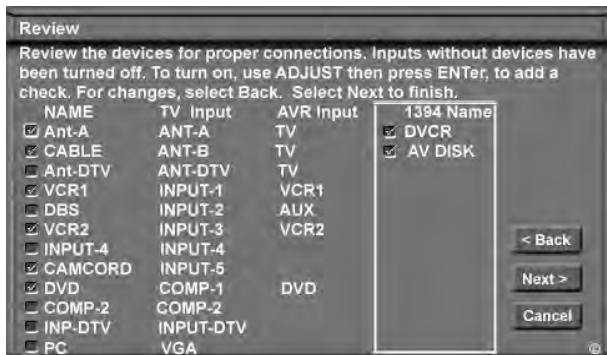 Review
Review the devices for proper connections. Inputs without devices have
been turned off. To turn on, use ADJUST then press ENTer, to add a
check. For changes, select Back. Select Next to finish.
NAME TV Input AVR Input 1394 Name
Ant-A ANT-A TV DVCR
CABLE ANT-B TV AV DISK
Ant-DTV ANT-DTV TV
VCR1 INPUT-1 VCR1
DBS INPUT-2 AUX
VCR2 INPUT-3 VCR2
< Back
INPUT-4 INPUT-4
CAMCORD INPUT-5
Next >
DVD COMP-1 DVD
COMP-2 COMP-2
Cancel
INP-DTV INPUT-DTV
PC VGA
©